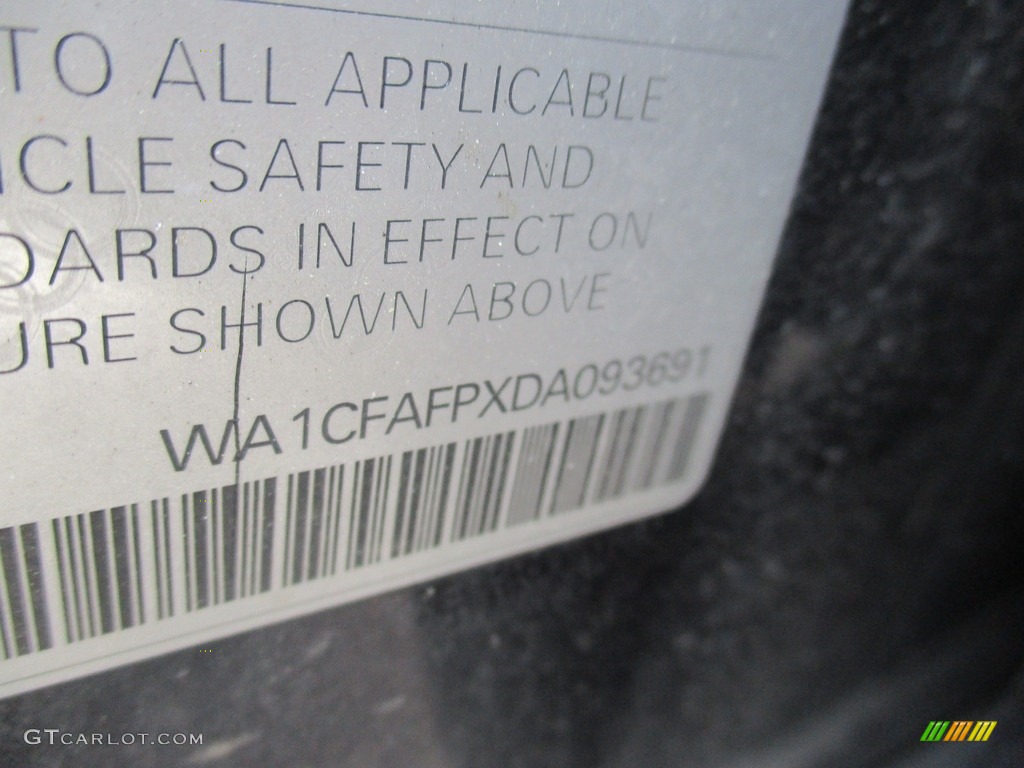 TO ALL APPLICABLE
ICLE SAFETY AND
DARDS IN EFFECT ON
URE SHOWN ABOVE
WA1CFAFPXDA093691
GTCARLOT.COM